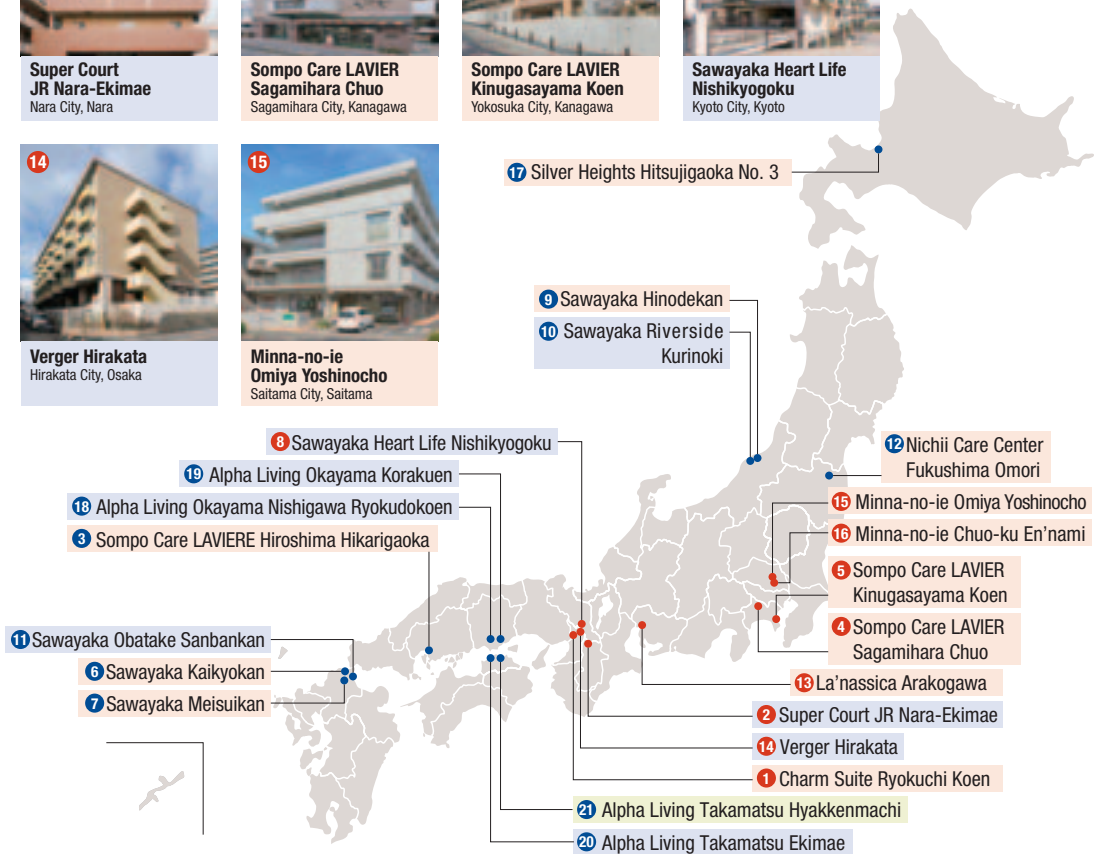 Super Court
JR Nara-Ekimae
Nara City, Nara
Sompo Care LAVIER
Sagamihara Chuo
Sagamihara City, Kanagawa
Sompo Care LAVIER
Kinugasayama Koen
Yokosuka City, Kanagawa
Sawayaka Heart Life
Nishikyogoku
Kyoto City, Kyoto
14
Verger Hirakata
Hirakata City, Osaka
15
Minna-no-ie
Omiya Yoshinocho
Saitama City, Saitama
17 Silver Heights Hitsujigaoka No. 3
9 Sawayaka Hinodekan
10 Sawayaka Riverside
Kurinoki
8 Sawayaka Heart Life Nishikyogoku
19 Alpha Living Okayama Korakuen
18 Alpha Living Okayama Nishigawa Ryokudokoen
3 Sompo Care LAVIERE Hiroshima Hikarigaoka
11 Sawayaka Obatake Sanbankan
6 Sawayaka Kaikyokan
7 Sawayaka Meisuikan
12 Nichii Care Center
Fukushima Omori
15 Minna-no-ie Omiya Yoshinocho
16 Minna-no-ie Chuo-ku En'nami
5 Sompo Care LAVIER
Kinugasayama Koen
4 Sompo Care LAVIER
Sagamihara Chuo
13 La'nassica Arakogawa
2 Super Court JR Nara-Ekimae
14 Verger Hirakata
1 Charm Suite Ryokuchi Koen
21 Alpha Living Takamatsu Hyakkenmachi
20 Alpha Living Takamatsu Ekimae